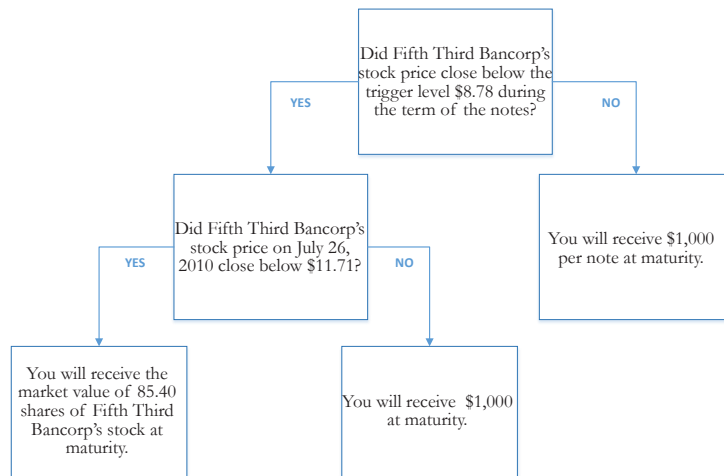 Did Fifth Third Bancorp's
stock price close below the
trigger level $8.78 during
the term of the notes?
YES
NO
Did Fifth Third Bancorp's
stock price on July 26,
2010 close below $11.71?
You will receive $1,000
per note at maturity.
YES
NO
You will receive the
market value of 85.40
shares of Fifth Third
Bancorp's stock at
maturity.
You will receive $1,000
at maturity.